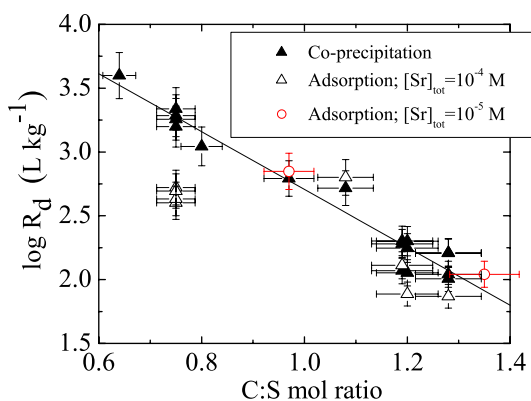 4.0
3.5
3.0
2.5
2.0
1.5
log R_d (L kg⁻¹)
Co-precipitation
Adsorption; [Sr]_tot=10⁻⁴ M
Adsorption; [Sr]_tot=10⁻⁵ M
0.6 0.8 1.0 1.2 1.4
C:S mol ratio